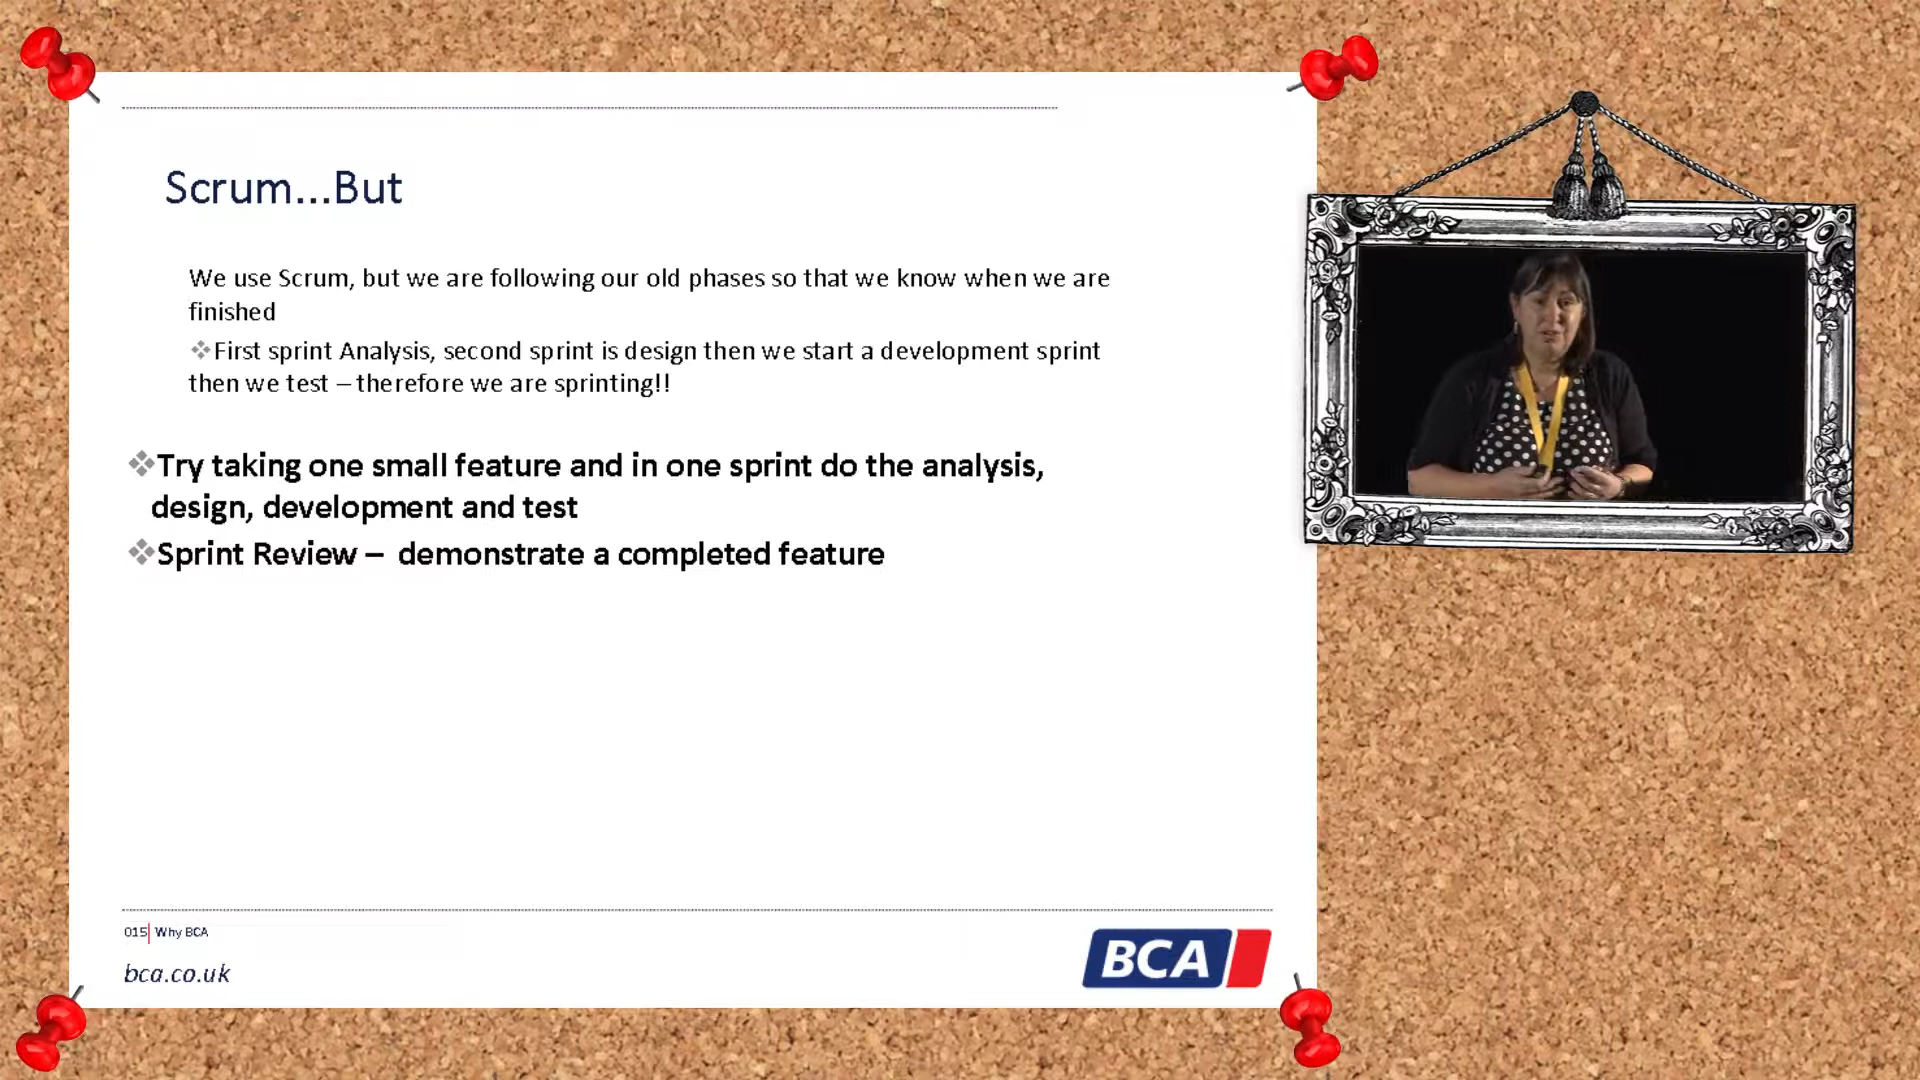 Scrum...But
We use Scrum, but we are following our old phases so that we know when we are
finished
❖First sprint Analysis, second sprint is design then we start a development sprint
then we test – therefore we are sprinting!!
❖Try taking one small feature and in one sprint do the analysis,
design, development and test
❖Sprint Review – demonstrate a completed feature
015| Why BCA
bca.co.uk
BCA